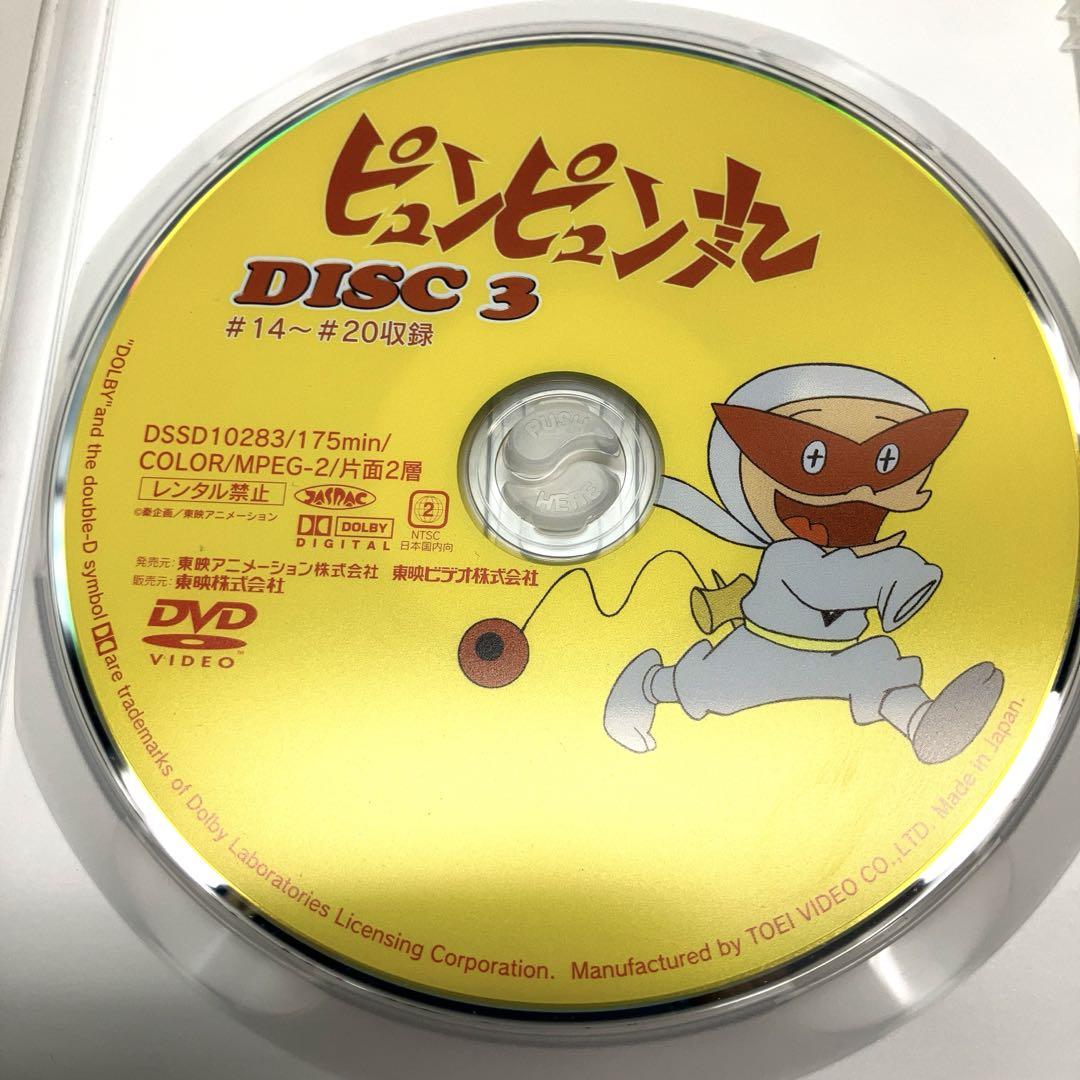 ピュンピュン丸
DISC 3
#14～#20収録
DSSD10283/175min/
COLOR/MPEG-2/片面2層
レンタル禁止
JASRAC
©秦企画/東映アニメーション
DOLBY
DIGITAL
2
NTSC
日本国内向
発売元: 東映アニメーション株式会社 東映ビデオ株式会社
販売元: 東映株式会社
DVD
VIDEO™
PUSH
HERE
"DOLBY"and the double-D symbol are trademarks of Dolby Laboratories Licensing Corporation. Manufactured by TOEI VIDEO CO.,LTD. Made in Japan.